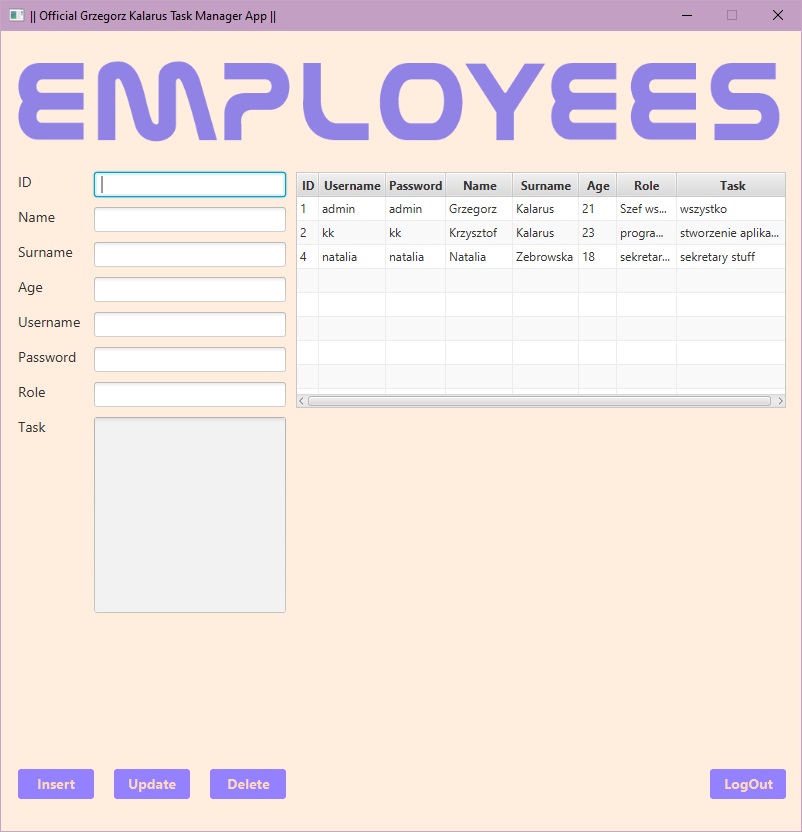 || Official Grzegorz Kalarus Task Manager App ||
EMPLOYEES
ID
Name
Surname
Age
Username
Password
Role
Task
ID Username Password Name Surname Age Role Task
1 admin admin Grzegorz Kalarus 21 Szef ws... wszystko
2 kk kk Krzysztof Kalarus 23 progra... stworzenie aplika...
4 natalia natalia Natalia Zebrowska 18 sekretar... sekretary stuff
Insert Update Delete LogOut